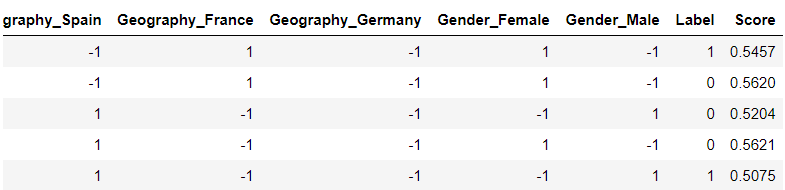 graphy_Spain Geography_France Geography_Germany Gender_Female Gender_Male Label Score
-1 1 -1 1 -1 1 0.5457
-1 1 -1 1 -1 0 0.5620
1 -1 -1 -1 1 0 0.5204
1 -1 -1 1 -1 0 0.5621
1 -1 -1 -1 1 1 0.5075